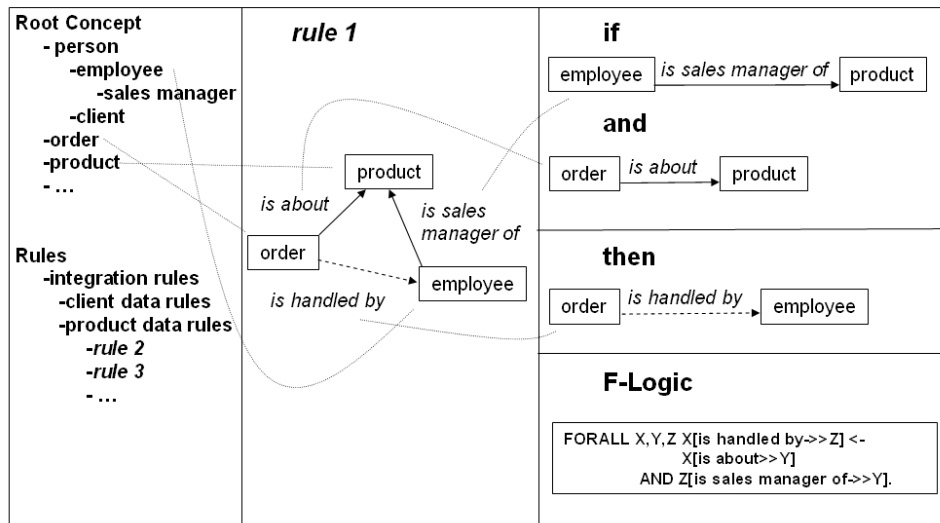 Root Concept
- person
-employee
-sales manager
-client
-order
-product
- ...
Rules
-integration rules
-client data rules
-product data rules
-rule 2
-rule 3
- ...
rule 1
product
is about
is sales
manager of
order
employee
is handled by
if
employee
is sales manager of
product
and
order
is about
product
then
order
is handled by
employee
F-Logic
FORALL X,Y,Z X[is handled by->>Z] <-
X[is about>>Y]
AND Z[is sales manager of->>Y].